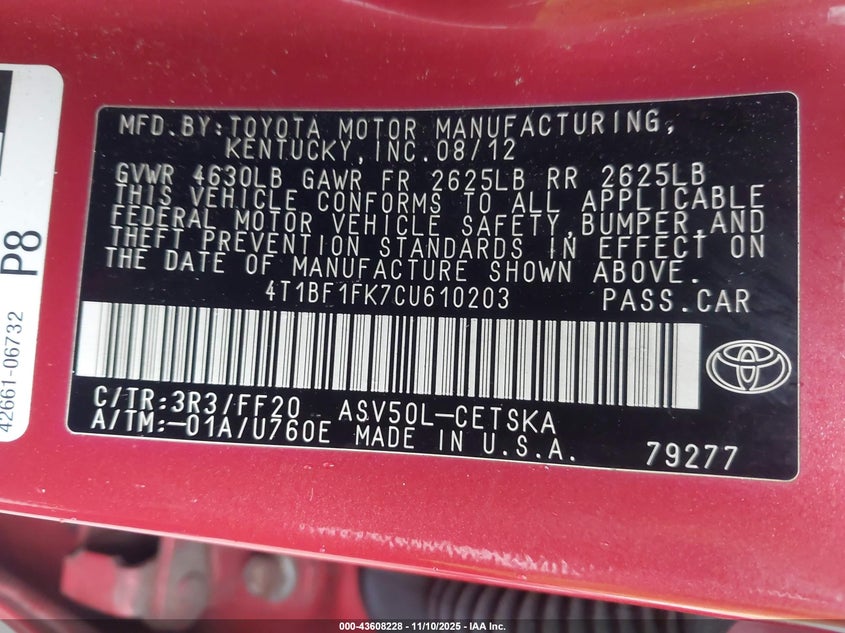 MFD.BY:TOYOTA MOTOR MANUFACTURING,
KENTUCKY,INC.08/12
GVWR 4630LB GAWR FR 2625LB RR 2625LB
THIS VEHICLE CONFORMS TO ALL APPLICABLE
FEDERAL MOTOR VEHICLE SAFETY,BUMPER,AND
THEFT PREVENTION STANDARDS IN EFFECT ON
THE DATE OF MANUFACTURE SHOWN ABOVE.
4T1BF1FK7CU610203 PASS.CAR
C/TR:3R3/FF20 ASV50L-CETSKA
A/TM:-01A/U760E MADE IN U.S.A. 79277
42661-06732
P8
000-43608228 - 11/10/2025 - IAA Inc.